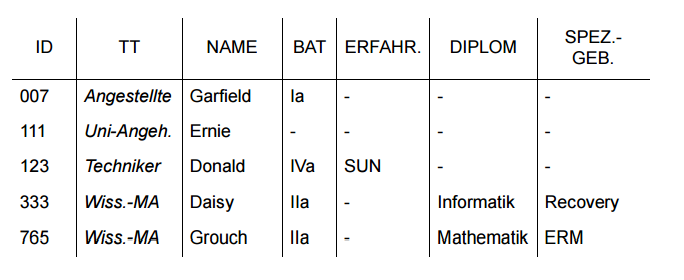 ID TT NAME BAT ERFAHR. DIPLOM SPEZ.-
GEB.
007 Angestellte Garfield Ia - - -
111 Uni-Angeh. Ernie - - - -
123 Techniker Donald IVa SUN - -
333 Wiss.-MA Daisy IIa - Informatik Recovery
765 Wiss.-MA Grouch IIa - Mathematik ERM